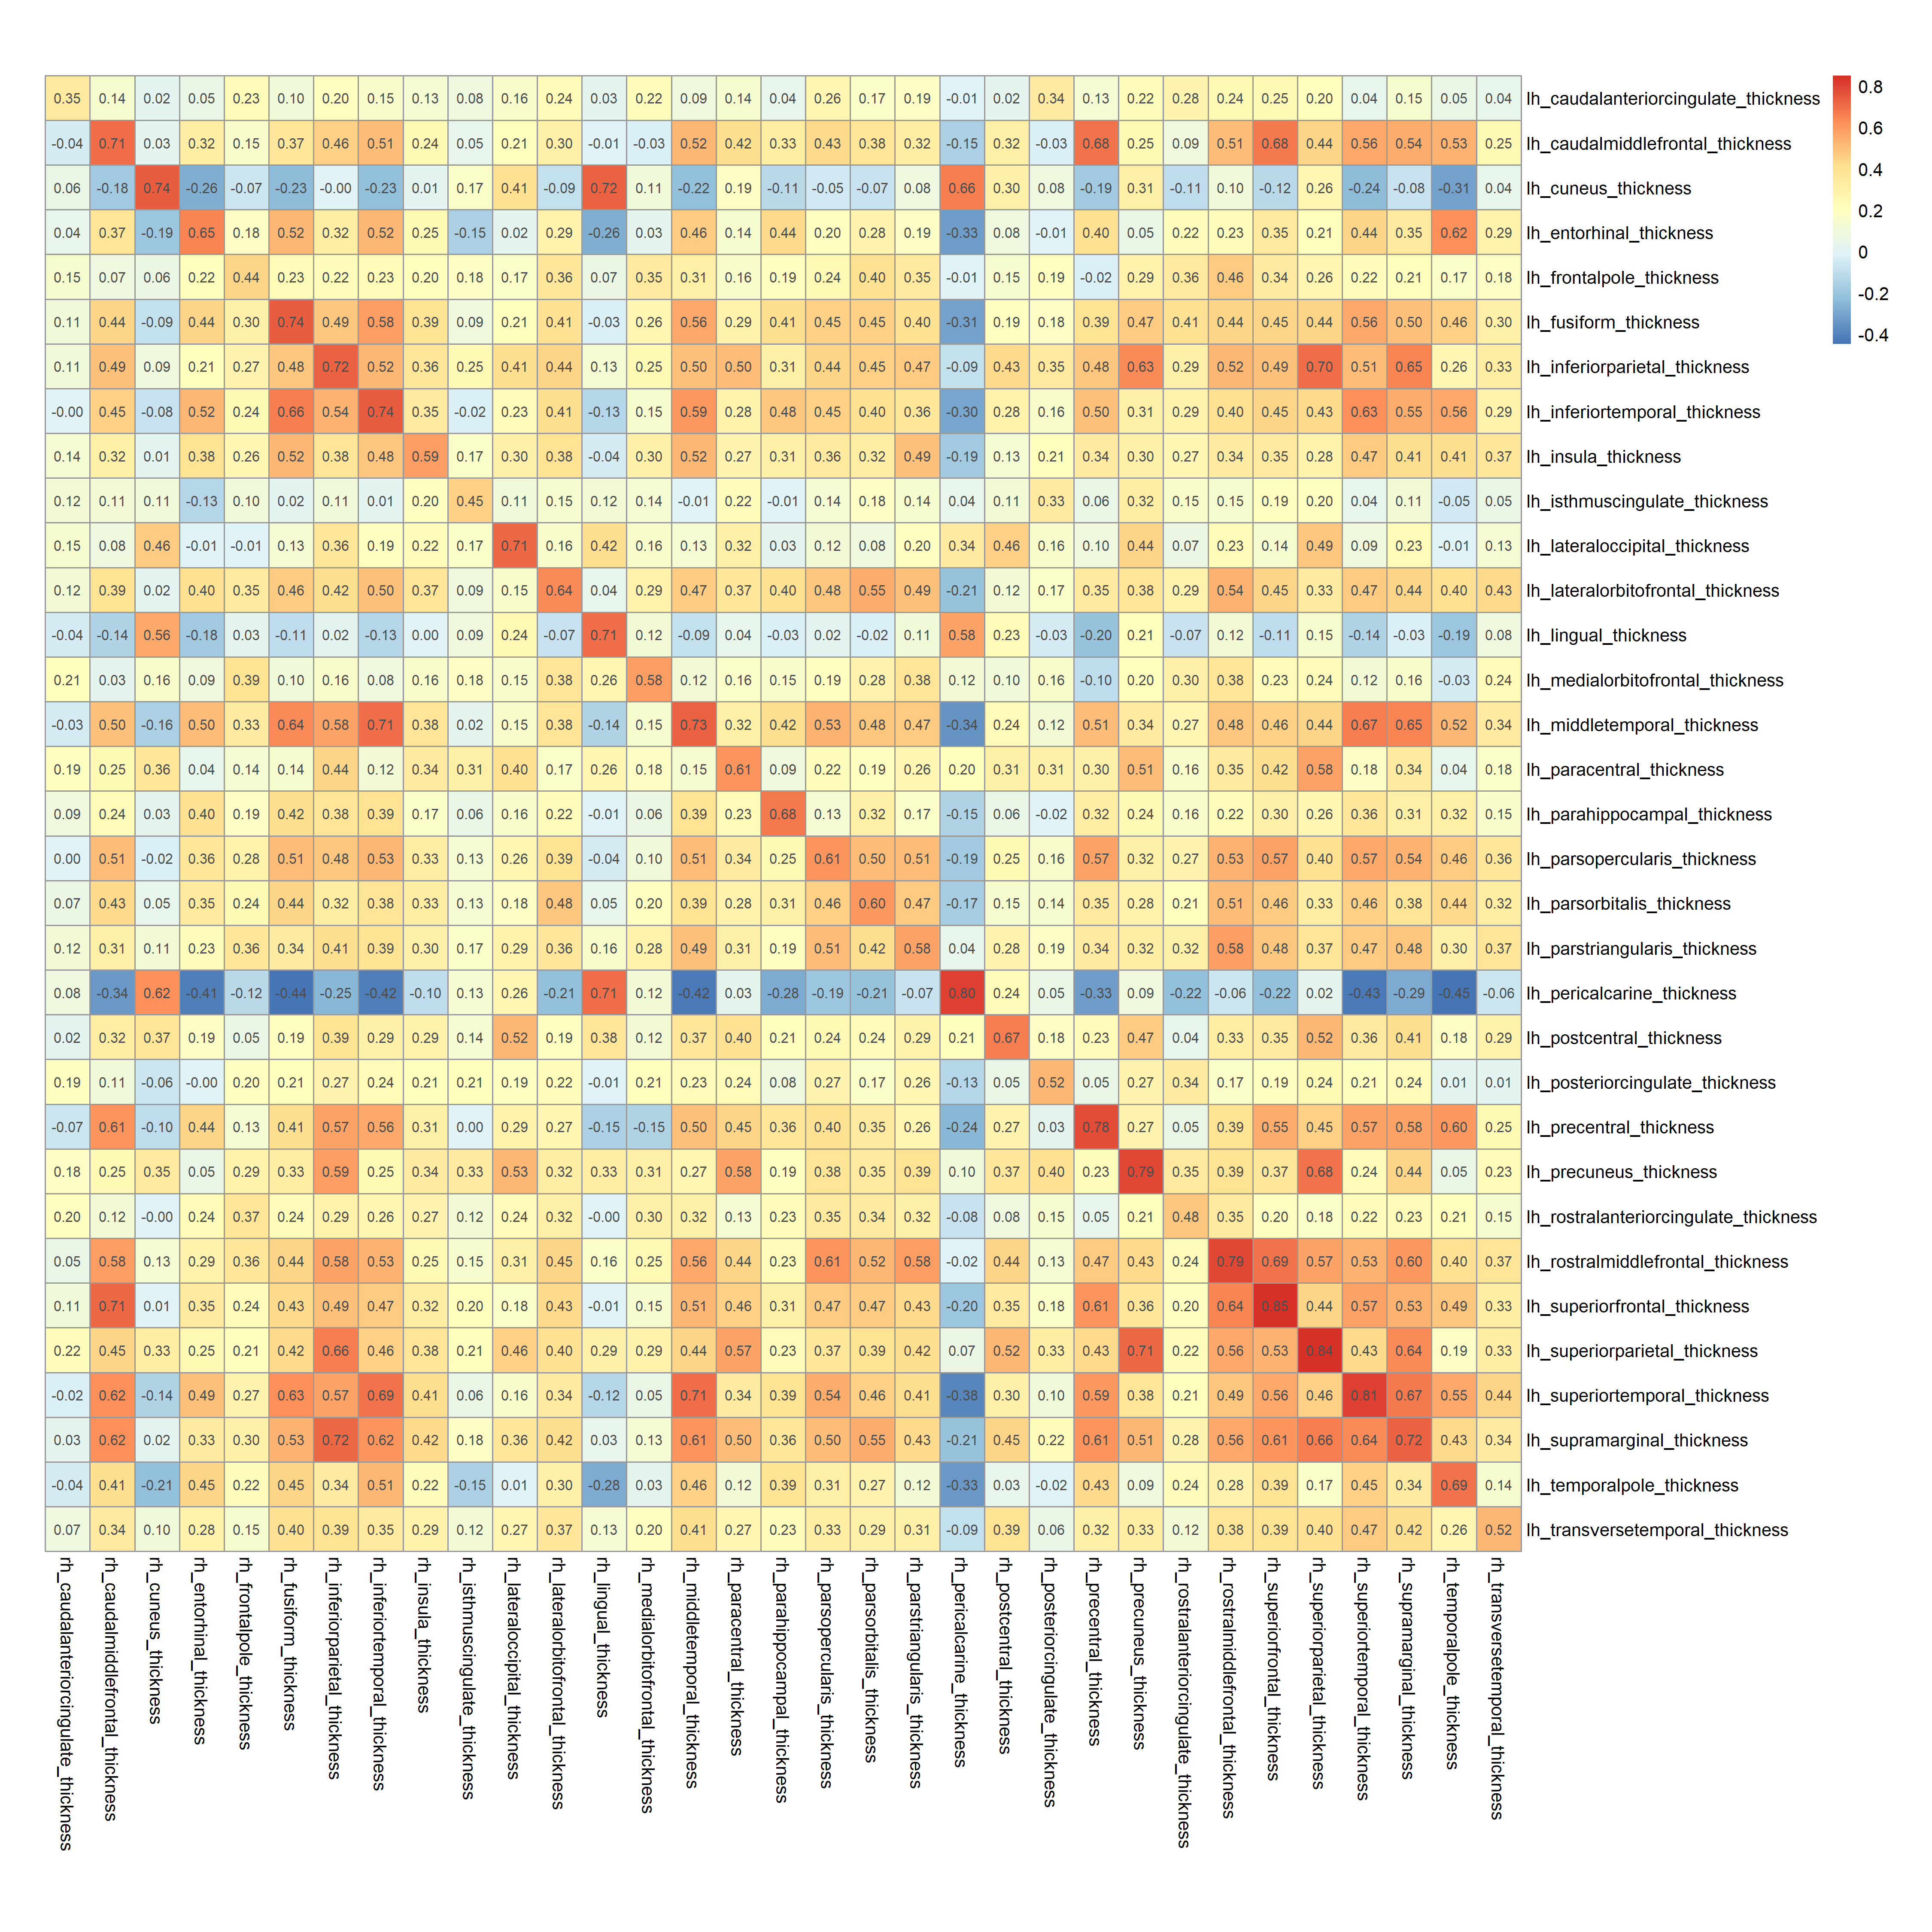 0.35 0.14 0.02 0.05 0.23 0.10 0.20 0.15 0.13 0.08 0.16 0.24 0.03 0.22 0.09 0.14 0.04 0.26 0.17 0.19 -0.01 0.02 0.34 0.13 0.22 0.28 0.24 0.25 0.20 0.04 0.15 0.05 0.04 lh_caudalanteriorcingulate_thickness
-0.04 0.71 0.03 0.32 0.15 0.37 0.46 0.51 0.24 0.05 0.21 0.30 -0.01 -0.03 0.52 0.42 0.33 0.43 0.38 0.32 -0.15 0.32 -0.03 0.68 0.25 0.09 0.51 0.68 0.44 0.56 0.54 0.53 0.25 lh_caudalmiddlefrontal_thickness
0.06 -0.18 0.74 -0.26 -0.07 -0.23 -0.00 -0.23 0.01 0.17 0.41 -0.09 0.72 0.11 -0.22 0.19 -0.11 -0.05 -0.07 0.08 0.66 0.30 0.08 -0.19 0.31 -0.11 0.10 -0.12 0.26 -0.24 -0.08 -0.31 0.04 lh_cuneus_thickness
0.04 0.37 -0.19 0.65 0.18 0.52 0.32 0.52 0.25 -0.15 0.02 0.29 -0.26 0.03 0.46 0.14 0.44 0.20 0.28 0.19 -0.33 0.08 -0.01 0.40 0.05 0.22 0.23 0.35 0.21 0.44 0.35 0.62 0.29 lh_entorhinal_thickness
0.15 0.07 0.06 0.22 0.44 0.23 0.22 0.23 0.20 0.18 0.17 0.36 0.07 0.35 0.31 0.16 0.19 0.24 0.40 0.35 -0.01 0.15 0.19 -0.02 0.29 0.36 0.46 0.34 0.26 0.22 0.21 0.17 0.18 lh_frontalpole_thickness
0.11 0.44 -0.09 0.44 0.30 0.74 0.49 0.58 0.39 0.09 0.21 0.41 -0.03 0.26 0.56 0.29 0.41 0.45 0.45 0.40 -0.31 0.19 0.18 0.39 0.47 0.41 0.44 0.45 0.44 0.56 0.50 0.46 0.30 lh_fusiform_thickness
0.11 0.49 0.09 0.21 0.27 0.48 0.72 0.52 0.36 0.25 0.41 0.44 0.13 0.25 0.50 0.50 0.31 0.44 0.45 0.47 -0.09 0.43 0.35 0.48 0.63 0.29 0.52 0.49 0.70 0.51 0.65 0.26 0.33 lh_inferiorparietal_thickness
-0.00 0.45 -0.08 0.52 0.24 0.66 0.54 0.74 0.35 -0.02 0.23 0.41 -0.13 0.15 0.59 0.28 0.48 0.45 0.40 0.36 -0.30 0.28 0.16 0.50 0.31 0.29 0.40 0.45 0.43 0.63 0.55 0.56 0.29 lh_inferiortemporal_thickness
0.14 0.32 0.01 0.38 0.26 0.52 0.38 0.48 0.59 0.17 0.30 0.38 -0.04 0.30 0.52 0.27 0.31 0.36 0.32 0.49 -0.19 0.13 0.21 0.34 0.30 0.27 0.34 0.35 0.28 0.47 0.41 0.41 0.37 lh_insula_thickness
0.12 0.11 0.11 -0.13 0.10 0.02 0.11 0.01 0.20 0.45 0.11 0.15 0.12 0.14 -0.01 0.22 -0.01 0.14 0.18 0.14 0.04 0.11 0.33 0.06 0.32 0.15 0.15 0.19 0.20 0.04 0.11 -0.05 0.05 lh_isthmuscingulate_thickness
0.15 0.08 0.46 -0.01 -0.01 0.13 0.36 0.19 0.22 0.17 0.71 0.16 0.42 0.16 0.13 0.32 0.03 0.12 0.08 0.20 0.34 0.46 0.16 0.10 0.44 0.07 0.23 0.14 0.49 0.09 0.23 -0.01 0.13 lh_lateraloccipital_thickness
0.12 0.39 0.02 0.40 0.35 0.46 0.42 0.50 0.37 0.09 0.15 0.64 0.04 0.29 0.47 0.37 0.40 0.48 0.55 0.49 -0.21 0.12 0.17 0.35 0.38 0.29 0.54 0.45 0.33 0.47 0.44 0.40 0.43 lh_lateralorbitofrontal_thickness
-0.04 -0.14 0.56 -0.18 0.03 -0.11 0.02 -0.13 0.00 0.09 0.24 -0.07 0.71 0.12 -0.09 0.04 -0.03 0.02 -0.02 0.11 0.58 0.23 -0.03 -0.20 0.21 -0.07 0.12 -0.11 0.15 -0.14 -0.03 -0.19 0.08 lh_lingual_thickness
0.21 0.03 0.16 0.09 0.39 0.10 0.16 0.08 0.16 0.18 0.15 0.38 0.26 0.58 0.12 0.16 0.15 0.19 0.28 0.38 0.12 0.10 0.16 -0.10 0.20 0.30 0.38 0.23 0.24 0.12 0.16 -0.03 0.24 lh_medialorbitofrontal_thickness
-0.03 0.50 -0.16 0.50 0.33 0.64 0.58 0.71 0.38 0.02 0.15 0.38 -0.14 0.15 0.73 0.32 0.42 0.53 0.48 0.47 -0.34 0.24 0.12 0.51 0.34 0.27 0.48 0.46 0.44 0.67 0.65 0.52 0.34 lh_middletemporal_thickness
0.19 0.25 0.36 0.04 0.14 0.14 0.44 0.12 0.34 0.31 0.40 0.17 0.26 0.18 0.15 0.61 0.09 0.22 0.19 0.26 0.20 0.31 0.31 0.30 0.51 0.16 0.35 0.42 0.58 0.18 0.34 0.04 0.18 lh_paracentral_thickness
0.09 0.24 0.03 0.40 0.19 0.42 0.38 0.39 0.17 0.06 0.16 0.22 -0.01 0.06 0.39 0.23 0.68 0.13 0.32 0.17 -0.15 0.06 -0.02 0.32 0.24 0.16 0.22 0.30 0.26 0.36 0.31 0.32 0.15 lh_parahippocampal_thickness
0.00 0.51 -0.02 0.36 0.28 0.51 0.48 0.53 0.33 0.13 0.26 0.39 -0.04 0.10 0.51 0.34 0.25 0.61 0.50 0.51 -0.19 0.25 0.16 0.57 0.32 0.27 0.53 0.57 0.40 0.57 0.54 0.46 0.36 lh_parsopercularis_thickness
0.07 0.43 0.05 0.35 0.24 0.44 0.32 0.38 0.33 0.13 0.18 0.48 0.05 0.20 0.39 0.28 0.31 0.46 0.60 0.47 -0.17 0.15 0.14 0.35 0.28 0.21 0.51 0.46 0.33 0.46 0.38 0.44 0.32 lh_parsorbitalis_thickness
0.12 0.31 0.11 0.23 0.36 0.34 0.41 0.39 0.30 0.17 0.29 0.36 0.16 0.28 0.49 0.31 0.19 0.51 0.42 0.58 0.04 0.28 0.19 0.34 0.32 0.32 0.58 0.48 0.37 0.47 0.48 0.30 0.37 lh_parstriangularis_thickness
0.08 -0.34 0.62 -0.41 -0.12 -0.44 -0.25 -0.42 -0.10 0.13 0.26 -0.21 0.71 0.12 -0.42 0.03 -0.28 -0.19 -0.21 -0.07 0.80 0.24 0.05 -0.33 0.09 -0.22 -0.06 -0.22 0.02 -0.43 -0.29 -0.45 -0.06 lh_pericalcarine_thickness
0.02 0.32 0.37 0.19 0.05 0.19 0.39 0.29 0.29 0.14 0.52 0.19 0.38 0.12 0.37 0.40 0.21 0.24 0.24 0.29 0.21 0.67 0.18 0.23 0.47 0.04 0.33 0.35 0.52 0.36 0.41 0.18 0.29 lh_postcentral_thickness
0.19 0.11 -0.06 -0.00 0.20 0.21 0.27 0.24 0.21 0.21 0.19 0.22 -0.01 0.21 0.23 0.24 0.08 0.27 0.17 0.26 -0.13 0.05 0.52 0.05 0.27 0.34 0.17 0.19 0.24 0.21 0.24 0.01 0.01 lh_posteriorcingulate_thickness
-0.07 0.61 -0.10 0.44 0.13 0.41 0.57 0.56 0.31 0.00 0.29 0.27 -0.15 -0.15 0.50 0.45 0.36 0.40 0.35 0.26 -0.24 0.27 0.03 0.78 0.27 0.05 0.39 0.55 0.45 0.57 0.58 0.60 0.25 lh_precentral_thickness
0.18 0.25 0.35 0.05 0.29 0.33 0.59 0.25 0.34 0.33 0.53 0.32 0.33 0.31 0.27 0.58 0.19 0.38 0.35 0.39 0.10 0.37 0.40 0.23 0.79 0.35 0.39 0.37 0.68 0.24 0.44 0.05 0.23 lh_precuneus_thickness
0.20 0.12 -0.00 0.24 0.37 0.24 0.29 0.26 0.27 0.12 0.24 0.32 -0.00 0.30 0.32 0.13 0.23 0.35 0.34 0.32 -0.08 0.08 0.15 0.05 0.21 0.48 0.35 0.20 0.18 0.22 0.23 0.21 0.15 lh_rostralanteriorcingulate_thickness
0.05 0.58 0.13 0.29 0.36 0.44 0.58 0.53 0.25 0.15 0.31 0.45 0.16 0.25 0.56 0.44 0.23 0.61 0.52 0.58 -0.02 0.44 0.13 0.47 0.43 0.24 0.79 0.69 0.57 0.53 0.60 0.40 0.37 lh_rostralmiddlefrontal_thickness
0.11 0.71 0.01 0.35 0.24 0.43 0.49 0.47 0.32 0.20 0.18 0.43 -0.01 0.15 0.51 0.46 0.31 0.47 0.47 0.43 -0.20 0.35 0.18 0.61 0.36 0.20 0.64 0.85 0.44 0.57 0.53 0.49 0.33 lh_superiorfrontal_thickness
0.22 0.45 0.33 0.25 0.21 0.42 0.66 0.46 0.38 0.21 0.46 0.40 0.29 0.29 0.44 0.57 0.23 0.37 0.39 0.42 0.07 0.52 0.33 0.43 0.71 0.22 0.56 0.53 0.84 0.43 0.64 0.19 0.33 lh_superiorparietal_thickness
-0.02 0.62 -0.14 0.49 0.27 0.63 0.57 0.69 0.41 0.06 0.16 0.34 -0.12 0.05 0.71 0.34 0.39 0.54 0.46 0.41 -0.38 0.30 0.10 0.59 0.38 0.21 0.49 0.56 0.46 0.81 0.67 0.55 0.44 lh_superiortemporal_thickness
0.03 0.62 0.02 0.33 0.30 0.53 0.72 0.62 0.42 0.18 0.36 0.42 0.03 0.13 0.61 0.50 0.36 0.50 0.55 0.43 -0.21 0.45 0.22 0.61 0.51 0.28 0.56 0.61 0.66 0.64 0.72 0.43 0.34 lh_supramarginal_thickness
-0.04 0.41 -0.21 0.45 0.22 0.45 0.34 0.51 0.22 -0.15 0.01 0.30 -0.28 0.03 0.46 0.12 0.39 0.31 0.27 0.12 -0.33 0.03 -0.02 0.43 0.09 0.24 0.28 0.39 0.17 0.45 0.34 0.69 0.14 lh_temporalpole_thickness
0.07 0.34 0.10 0.28 0.15 0.40 0.39 0.35 0.29 0.12 0.27 0.37 0.13 0.20 0.41 0.27 0.23 0.33 0.29 0.31 -0.09 0.39 0.06 0.32 0.33 0.12 0.38 0.39 0.40 0.47 0.42 0.26 0.52 lh_transversetemporal_thickness
rh_caudalanteriorcingulate_thickness
rh_caudalmiddlefrontal_thickness
rh_cuneus_thickness
rh_entorhinal_thickness
rh_frontalpole_thickness
rh_fusiform_thickness
rh_inferiorparietal_thickness
rh_inferiortemporal_thickness
rh_insula_thickness
rh_isthmuscingulate_thickness
rh_lateraloccipital_thickness
rh_lateralorbitofrontal_thickness
rh_lingual_thickness
rh_medialorbitofrontal_thickness
rh_middletemporal_thickness
rh_paracentral_thickness
rh_parahippocampal_thickness
rh_parsopercularis_thickness
rh_parsorbitalis_thickness
rh_parstriangularis_thickness
rh_pericalcarine_thickness
rh_postcentral_thickness
rh_posteriorcingulate_thickness
rh_precentral_thickness
rh_precuneus_thickness
rh_rostralanteriorcingulate_thickness
rh_rostralmiddlefrontal_thickness
rh_superiorfrontal_thickness
rh_superiorparietal_thickness
rh_superiortemporal_thickness
rh_supramarginal_thickness
rh_temporalpole_thickness
rh_transversetemporal_thickness
0.8
0.6
0.4
0.2
0
-0.2
-0.4